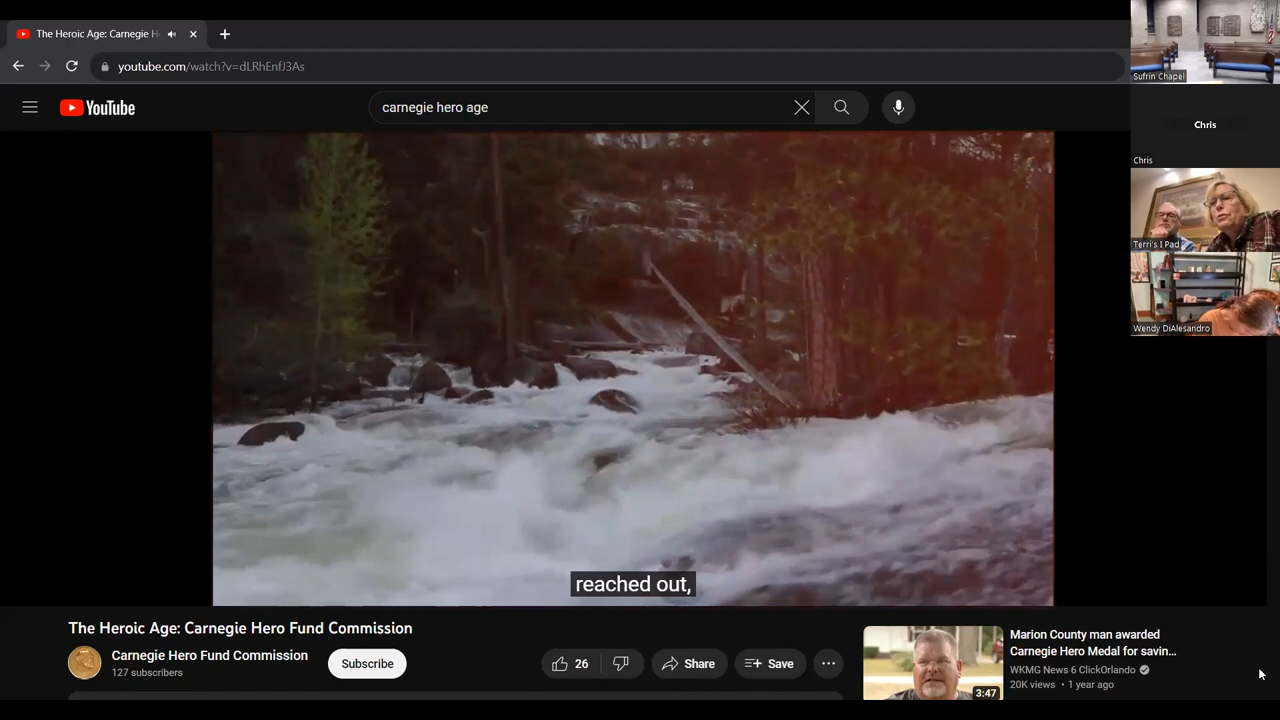 The Heroic Age: Carnegie H
youtube.com/watch?v=dLRhEnfJ3As
YouTube
carnegie hero age
Sufrin Chapel
Chris
Chris
Terri's I Pad
Wendy DiAlesandro
reached out,
The Heroic Age: Carnegie Hero Fund Commission
Carnegie Hero Fund Commission
127 subscribers
Subscribe
26
Share
Save
Marion County man awarded
Carnegie Hero Medal for savin...
WKMG News 6 ClickOrlando
20K views • 1 year ago
3:47